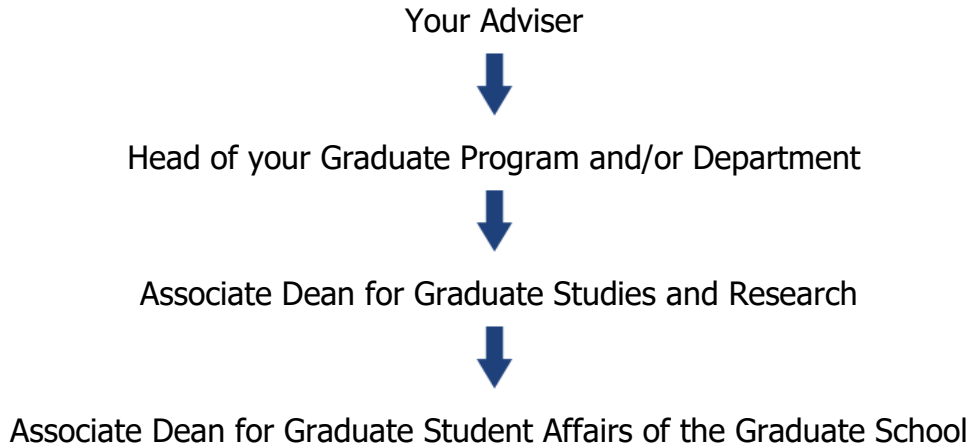 Your Adviser
Head of your Graduate Program and/or Department
Associate Dean for Graduate Studies and Research
Associate Dean for Graduate Student Affairs of the Graduate School